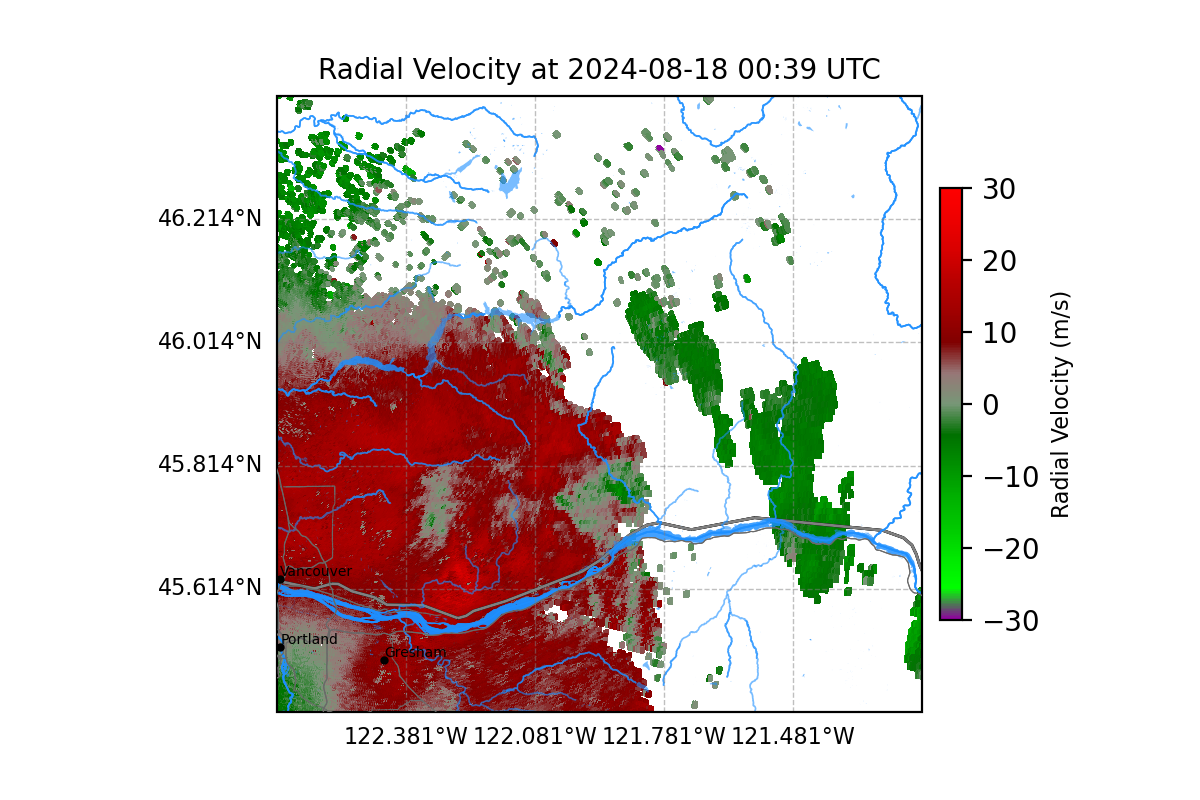 Radial Velocity at 2024-08-18 00:39 UTC
46.214°N
46.014°N
45.814°N
45.614°N
Vancouver
Portland
Gresham
122.381°W 122.081°W 121.781°W 121.481°W
30
20
10
0
−10
−20
−30
Radial Velocity (m/s)